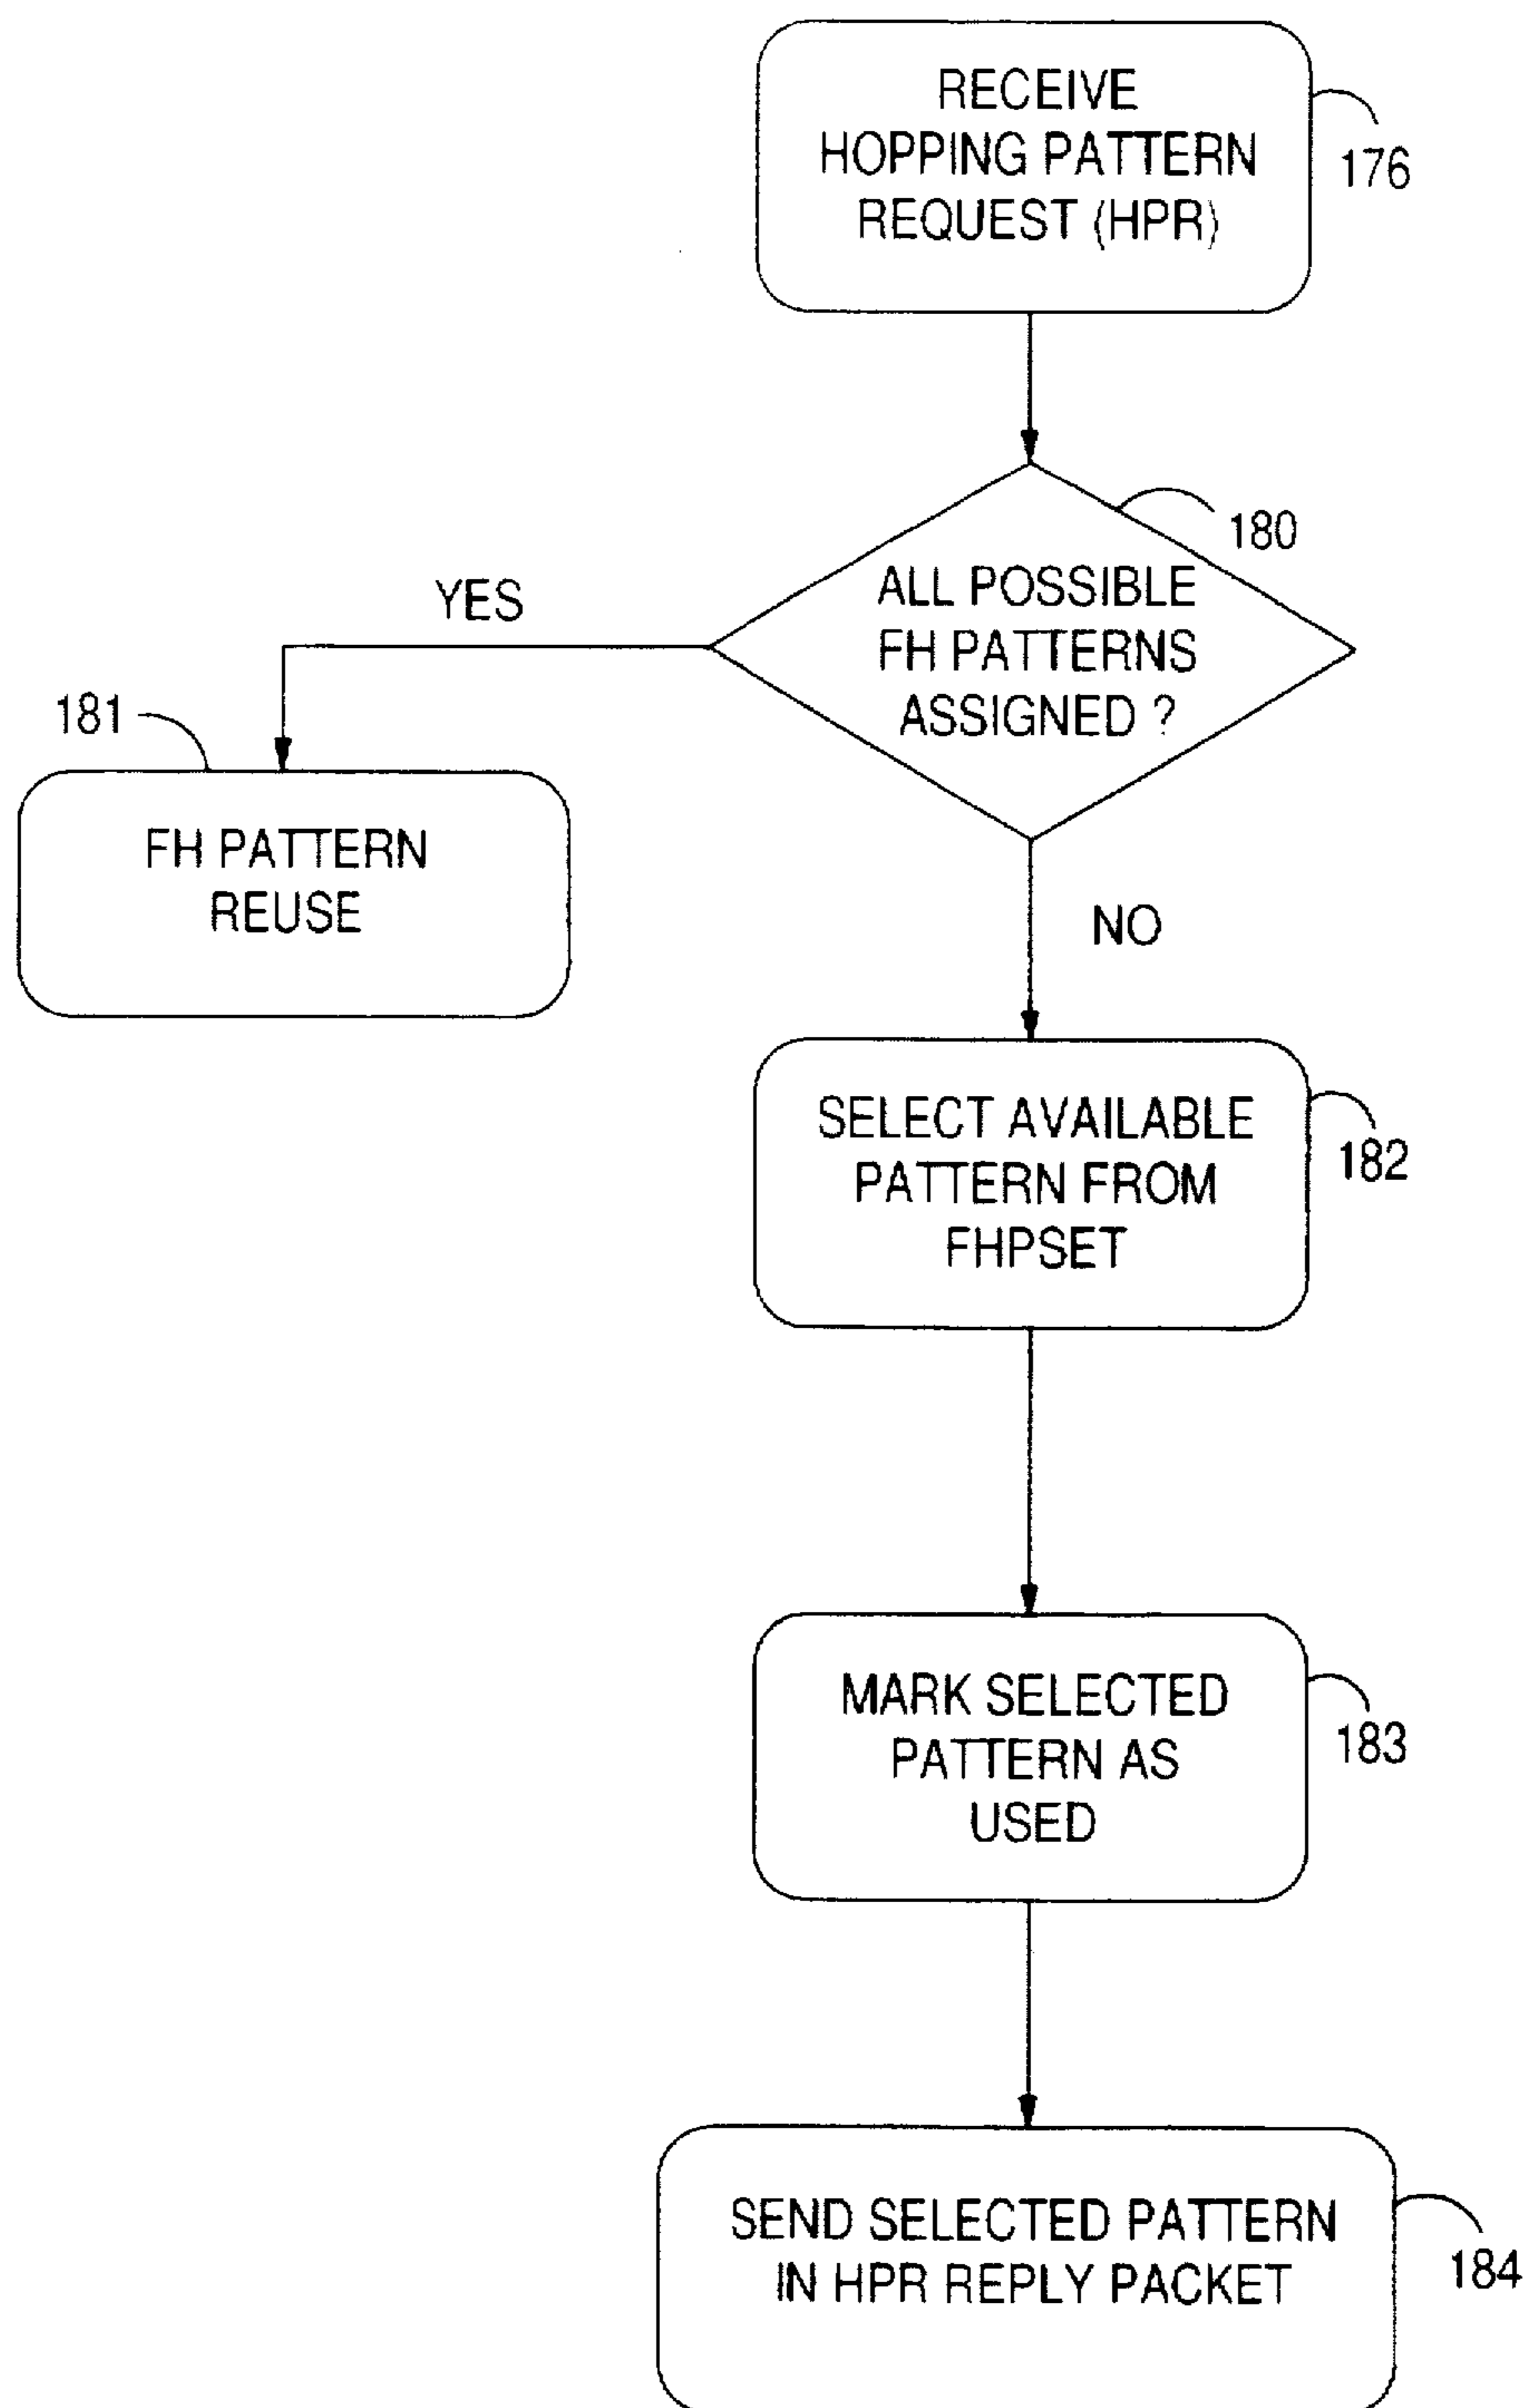 RECEIVE
HOPPING PATTERN
REQUEST (HPR)
176
180
ALL POSSIBLE
FH PATTERNS
ASSIGNED ?
YES
181
FH PATTERN
REUSE
NO
SELECT AVAILABLE
PATTERN FROM
FHPSET
182
MARK SELECTED
PATTERN AS
USED
183
SEND SELECTED PATTERN
IN HPR REPLY PACKET
184